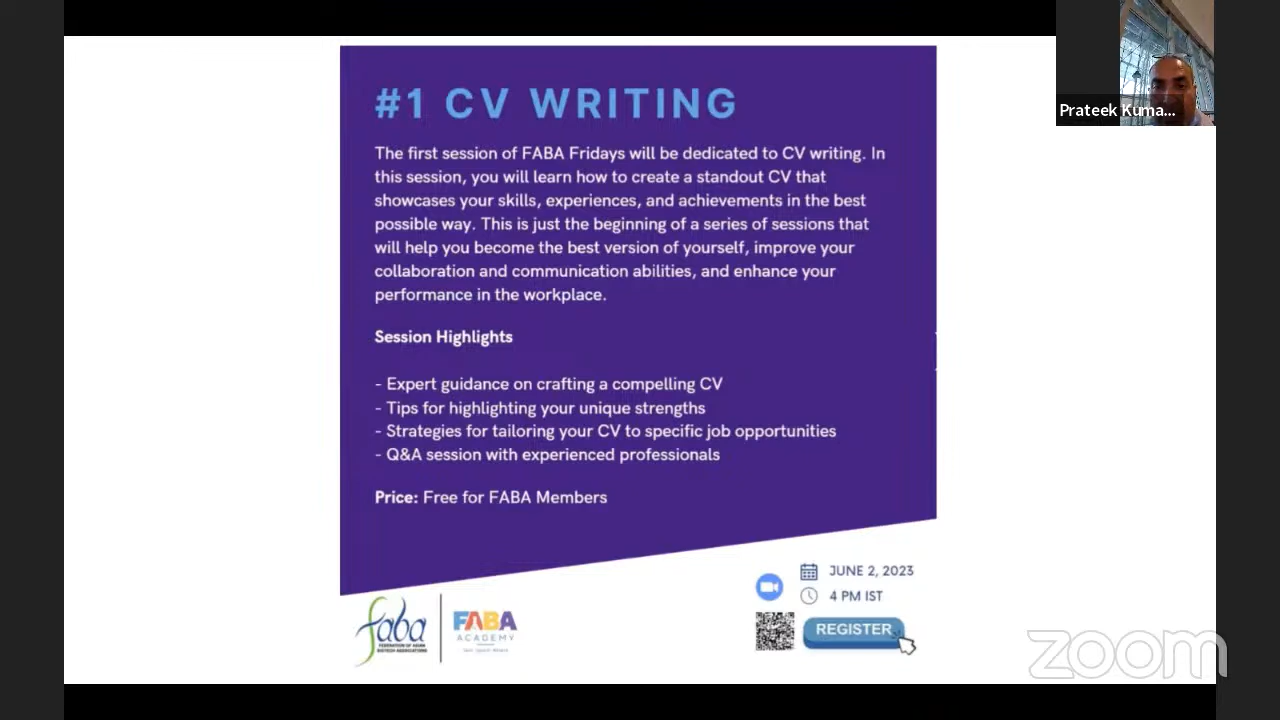 #1 CV WRITING
The first session of FABA Fridays will be dedicated to CV writing. In
this session, you will learn how to create a standout CV that
showcases your skills, experiences, and achievements in the best
possible way. This is just the beginning of a series of sessions that
will help you become the best version of yourself, improve your
collaboration and communication abilities, and enhance your
performance in the workplace.
Session Highlights
- Expert guidance on crafting a compelling CV
- Tips for highlighting your unique strengths
- Strategies for tailoring your CV to specific job opportunities
- Q&A session with experienced professionals
Price: Free for FABA Members
JUNE 2, 2023
4 PM IST
REGISTER
faba
FEDERATION OF ASIAN
BIOTECH ASSOCIATIONS
FABA
ACADEMY
Prateek Kuma...
zoom